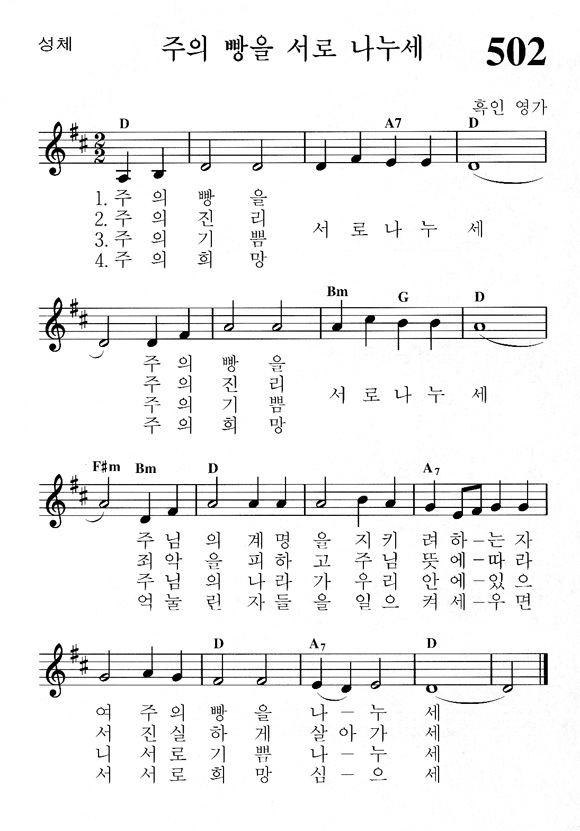 성체
주의 빵을 서로 나누세
502
흑인 영가
D A7 D
1.주 의 빵 을
2.주 의 진 리
3.주 의 기 쁨
4.주 의 희 망
서 로 나 누 세
Bm G D
주 의 빵 을
주 의 진 리
주 의 기 쁨
주 의 희 망
서 로 나 누 세
F♯m Bm D A7
주 님 의 계 명 을 지 키 려 하 – 는 자
죄 악 을 피 하 고 주 님 뜻 에 – 따 라
주 님 의 나 라 가 우 리 안 에 – 있 으
억 눌 린 자 들 을 일 으 켜 세 – 우 면
D A7 D
여 주 의 빵 을 나 – 누 세
서 진 실 하 게 살 아 가 세
니 서 로 기 쁨 나 – 누 세
서 서 로 희 망 심 – 으 세